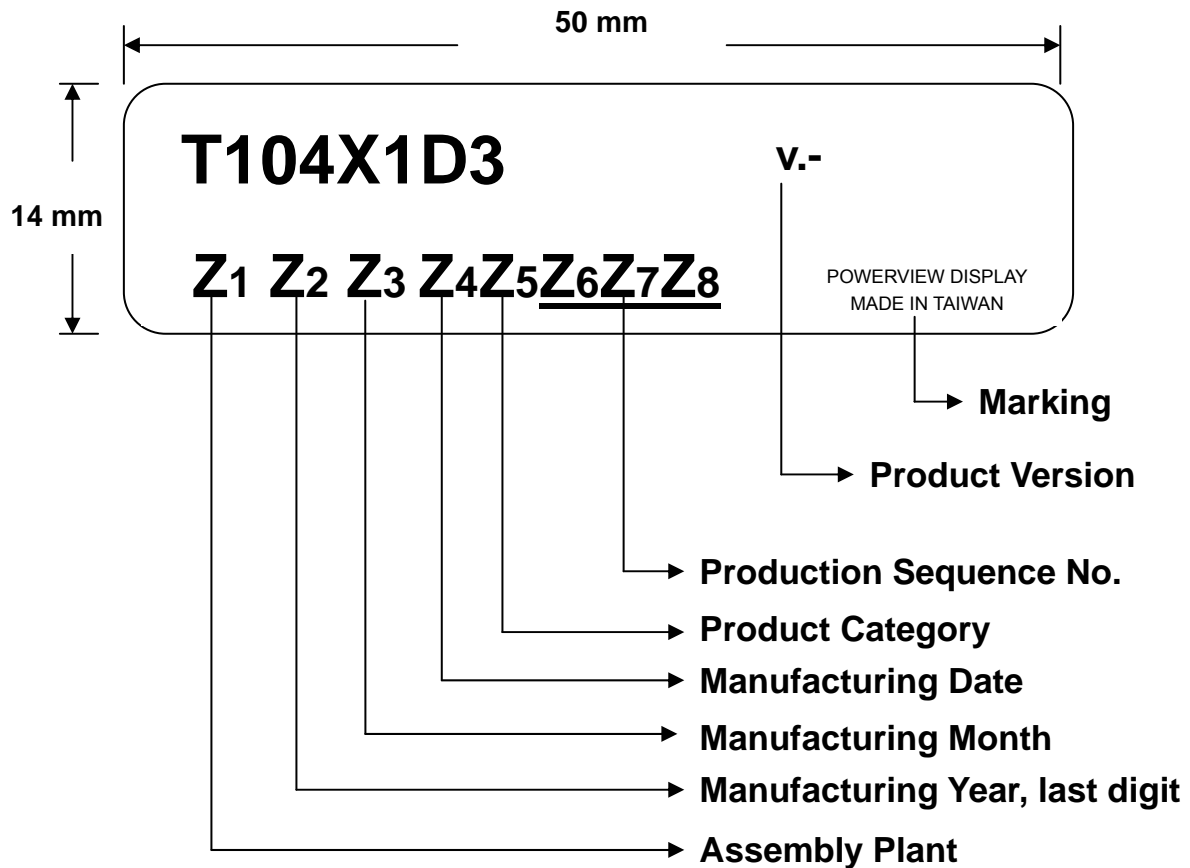 50 mm
T104X1D3 v.-
14 mm
Z1 Z2 Z3 Z4Z5Z6Z7Z8
POWERVIEW DISPLAY
MADE IN TAIWAN
Marking
Product Version
Production Sequence No.
Product Category
Manufacturing Date
Manufacturing Month
Manufacturing Year, last digit
Assembly Plant